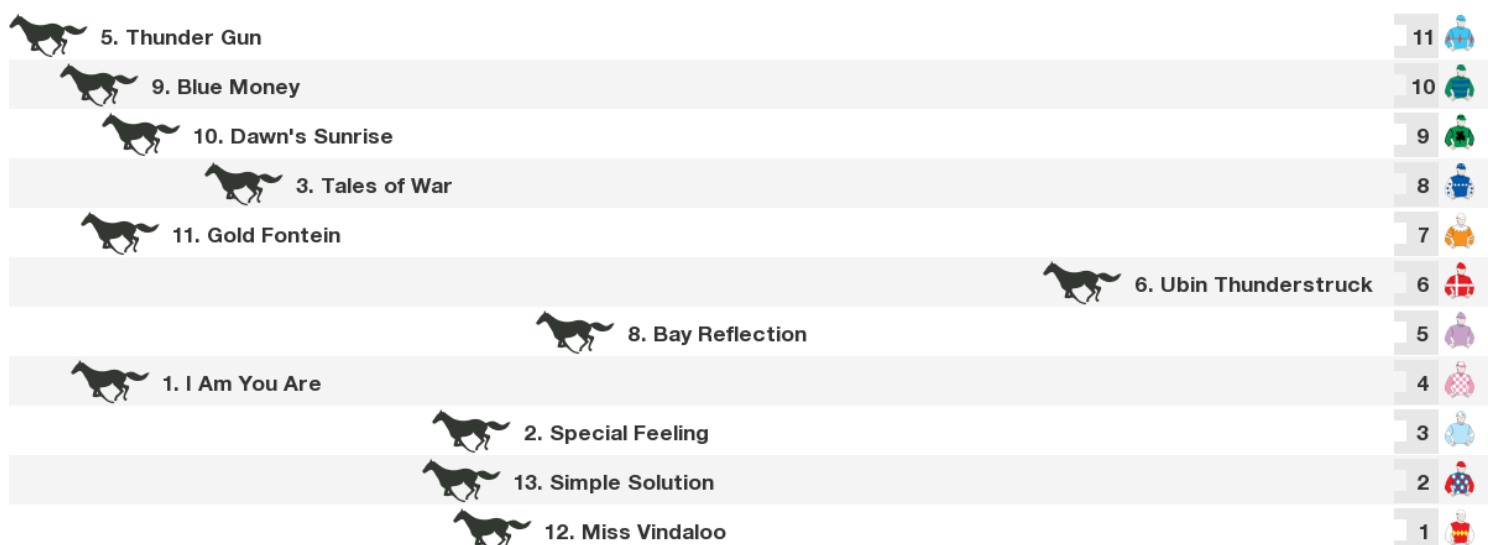 5. Thunder Gun 11
9. Blue Money 10
10. Dawn's Sunrise 9
3. Tales of War 8
11. Gold Fontein 7
6. Ubin Thunderstruck 6
8. Bay Reflection 5
1. I Am You Are 4
2. Special Feeling 3
13. Simple Solution 2
12. Miss Vindaloo 1